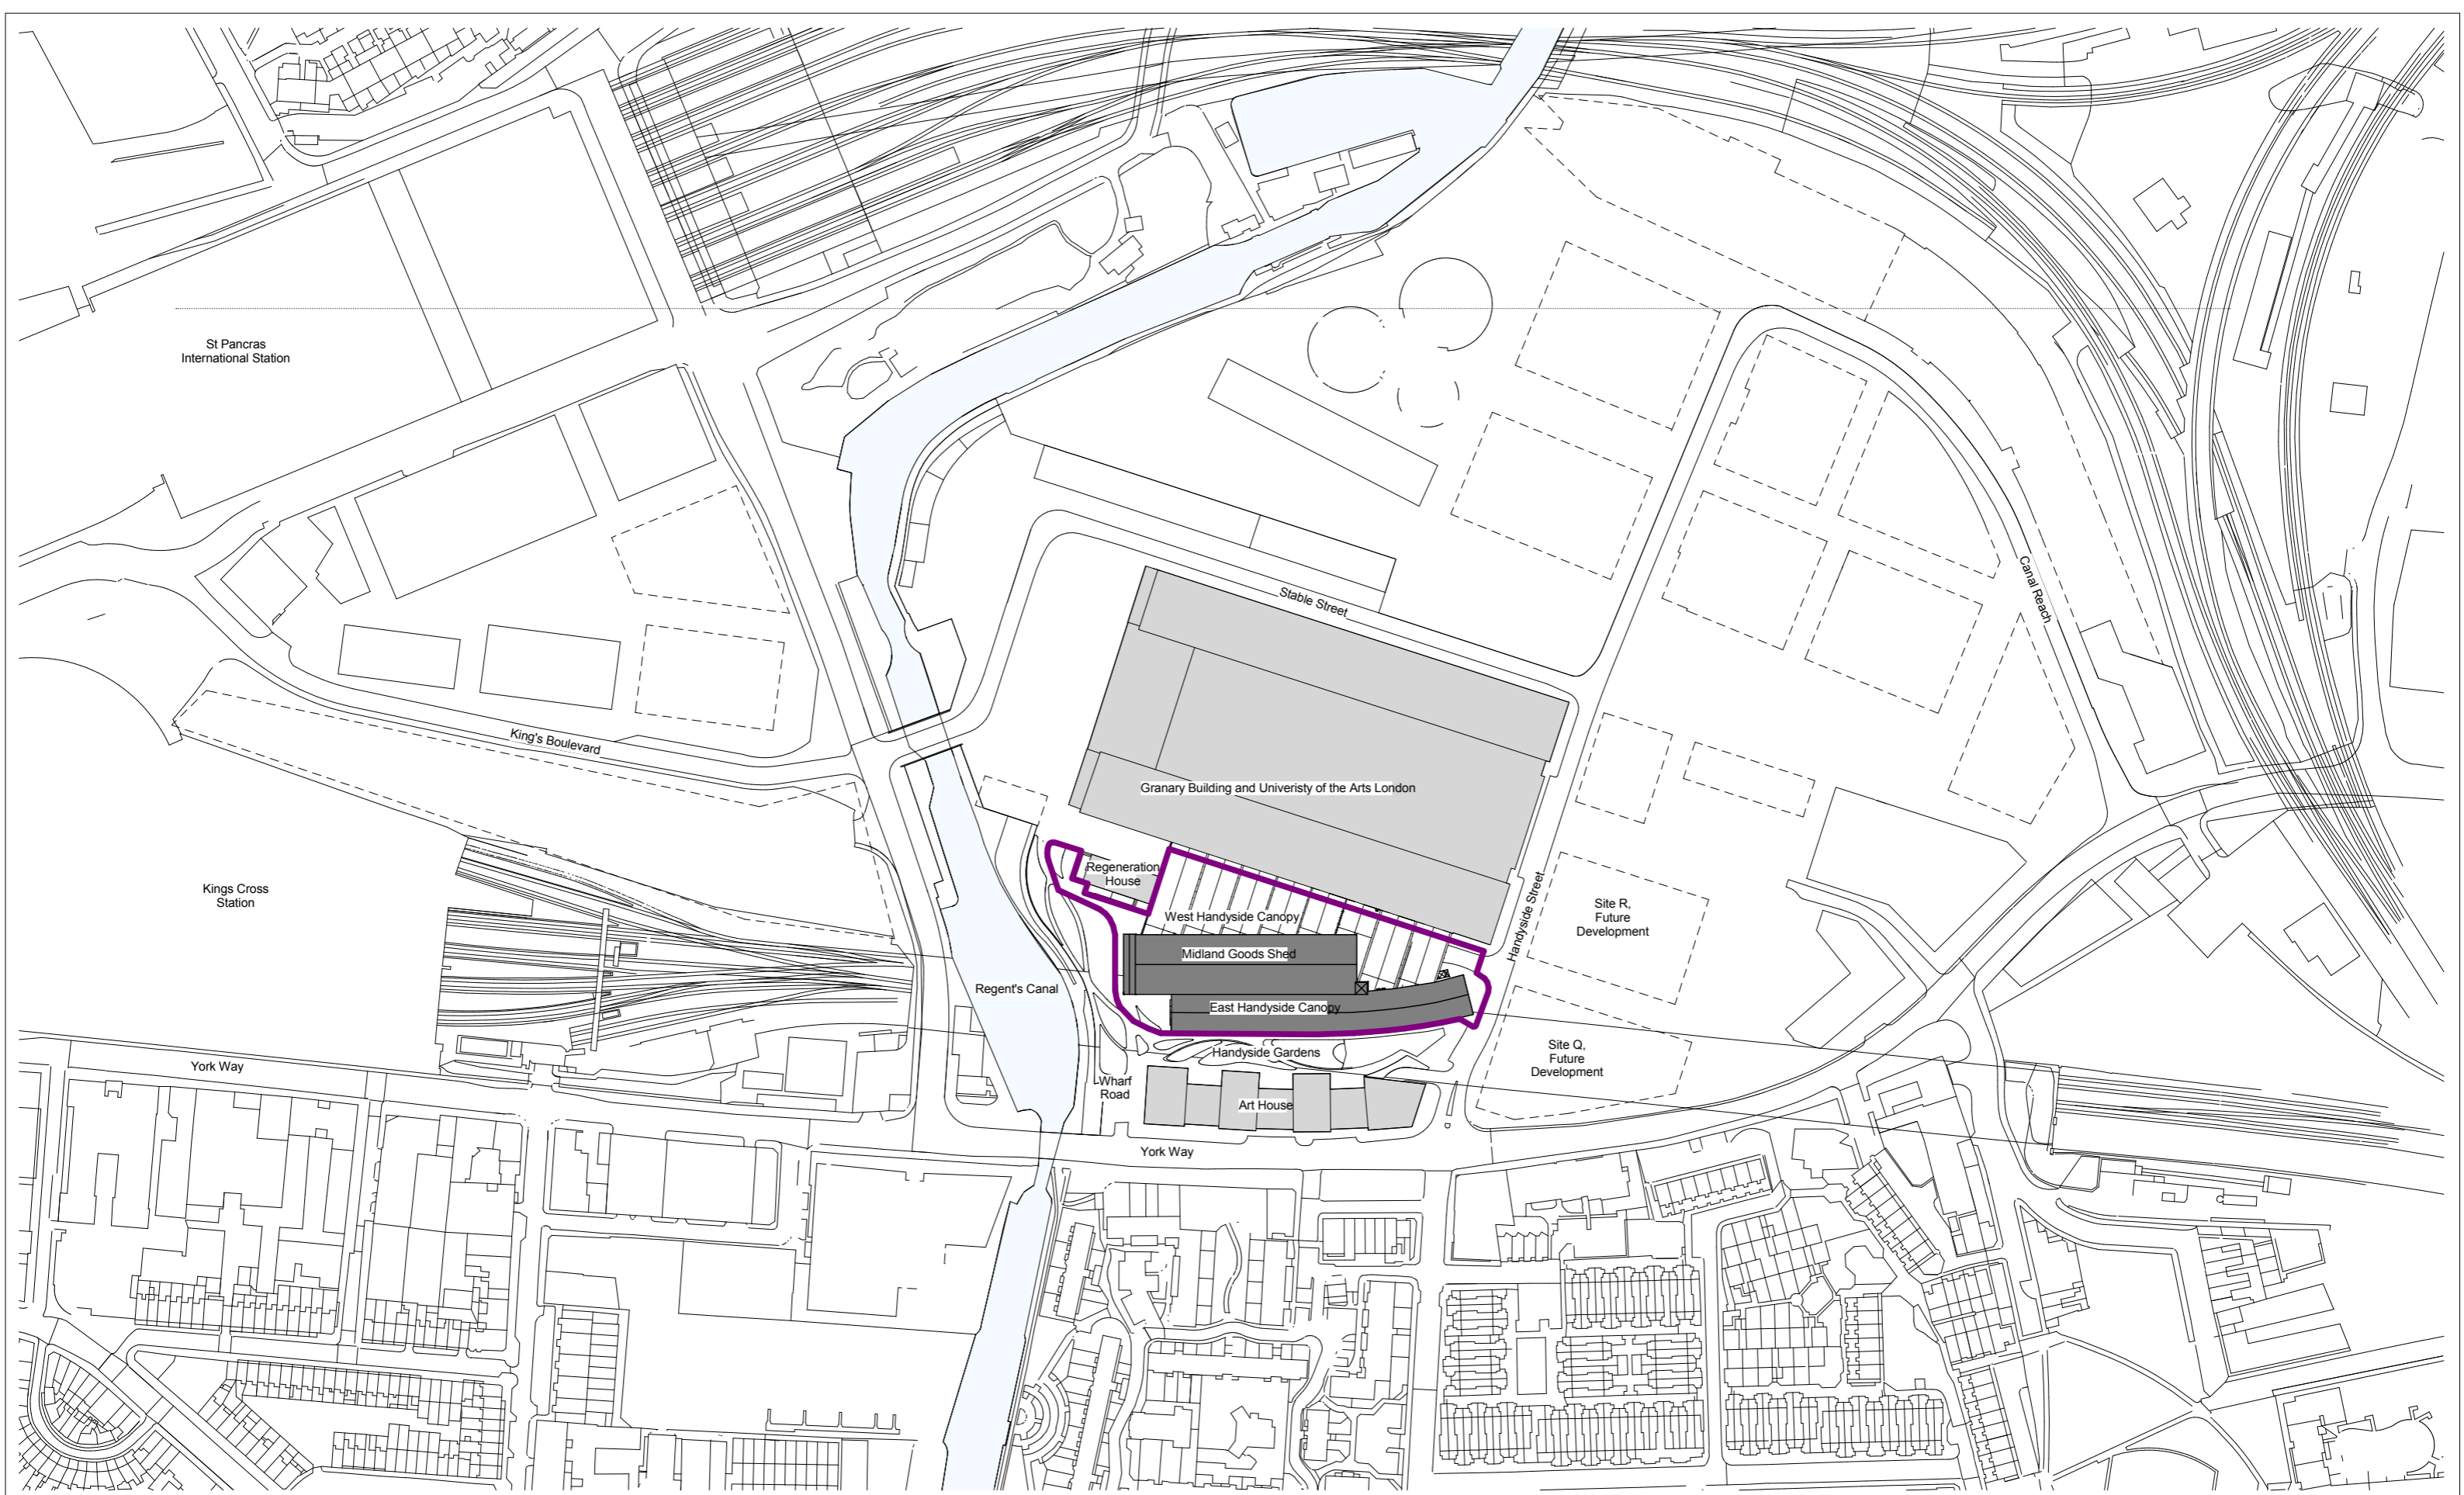 St Pancras
International Station
Stable Street
Canal Reach
King's Boulevard
Granary Building and Univeristy of the Arts London
Regeneration
House
Kings Cross
Station
West Handyside Canopy
Handyside Street
Site R,
Future
Development
Midland Goods Shed
Regent's Canal
East Handyside Canopy
Handyside Gardens
Site Q,
Future
Development
York Way
Wharf
Road
Art House
York Way